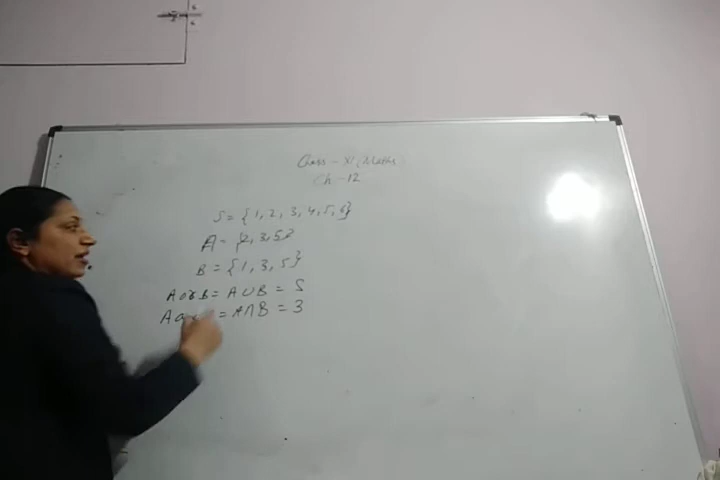 Class - XI, Maths
Ch - 12
S = {1, 2, 3, 4, 5, 6}
A = {2, 3, 5}
B = {1, 3, 5}
A or B = A ∪ B = S
A = A ∩ B = 3